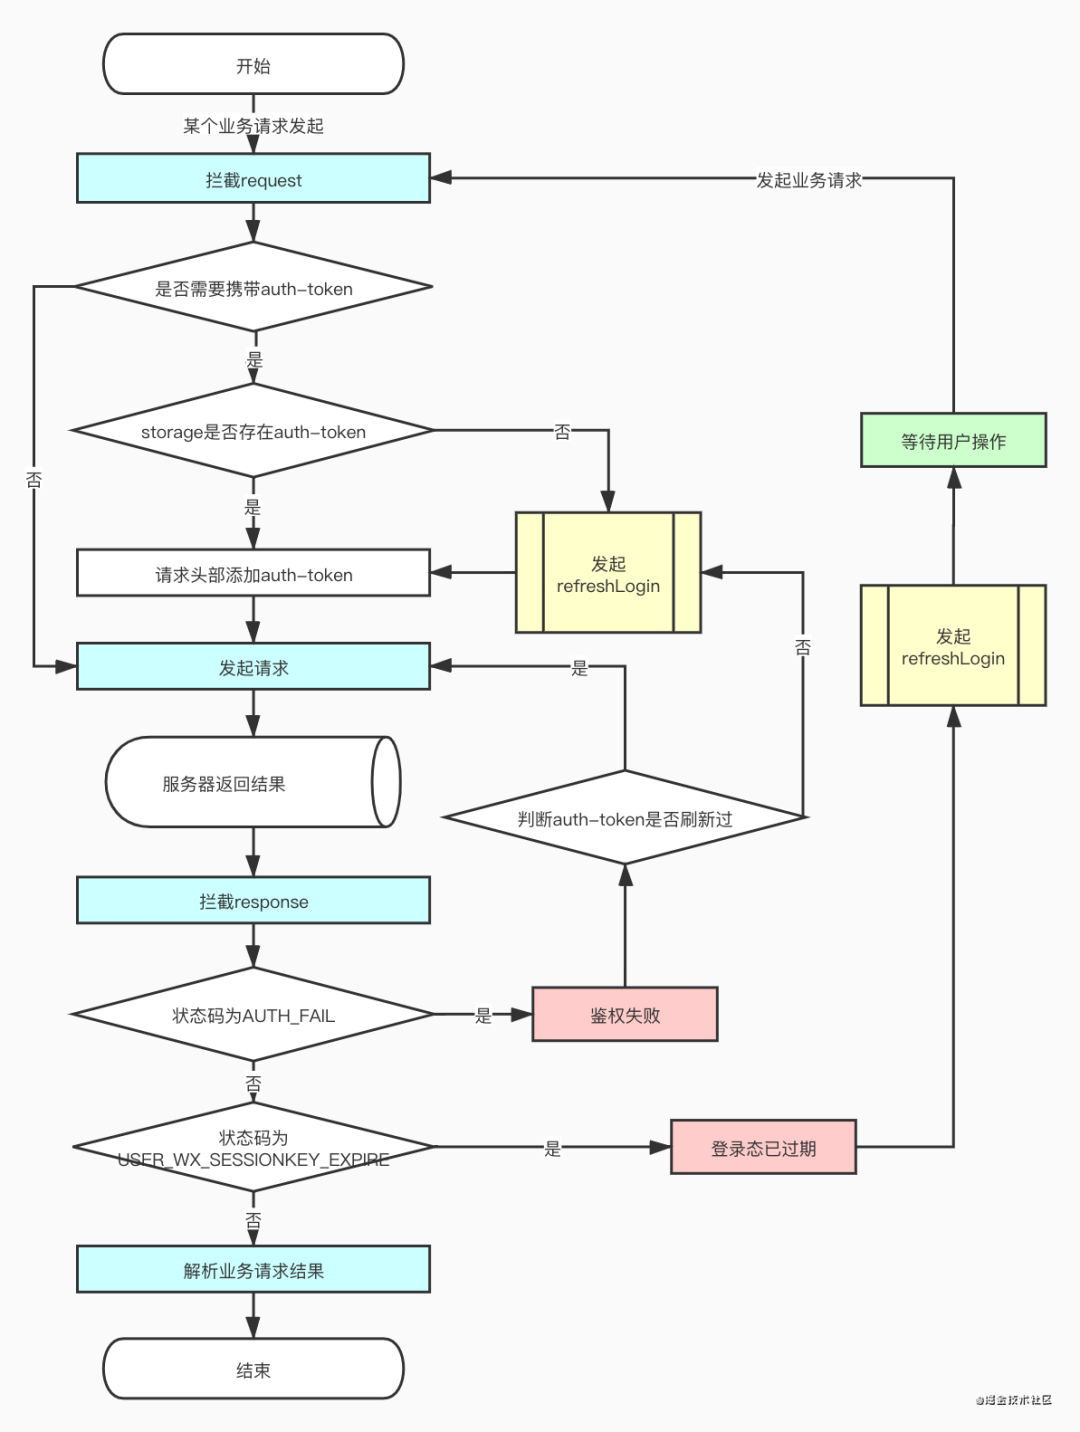 开始
某个业务请求发起
拦截request
发起业务请求
是否需要携带auth-token
是
storage是否存在auth-token
否
等待用户操作
否
是
发起
refreshLogin
请求头部添加auth-token
发起
refreshLogin
否
发起请求
是
服务器返回结果
判断auth-token是否刷新过
拦截response
状态码为AUTH_FAIL
是
鉴权失败
否
状态码为
USER_WX_SESSIONKEY_EXPIRE
是
登录态已过期
否
解析业务请求结果
结束
@掘金技术社区